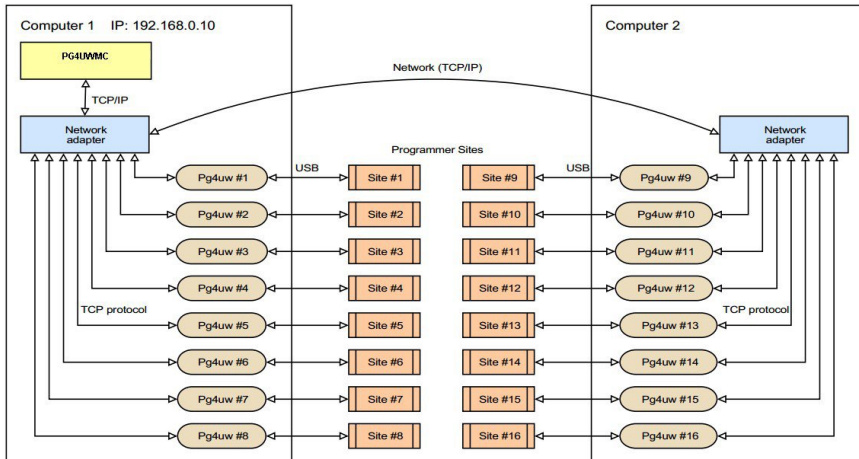 Computer 1 IP: 192.168.0.10
Computer 2
PG4UWMC
TCP/IP
Network (TCP/IP)
Network
adapter
Network
adapter
Programmer Sites
USB
USB
Pg4uw #1
Site #1
Site #9
Pg4uw #9
Pg4uw #2
Site #2
Site #10
Pg4uw #10
Pg4uw #3
Site #3
Site #11
Pg4uw #11
Pg4uw #4
Site #4
Site #12
Pg4uw #12
TCP protocol
TCP protocol
Pg4uw #5
Site #5
Site #13
Pg4uw #13
Pg4uw #6
Site #6
Site #14
Pg4uw #14
Pg4uw #7
Site #7
Site #15
Pg4uw #15
Pg4uw #8
Site #8
Site #16
Pg4uw #16